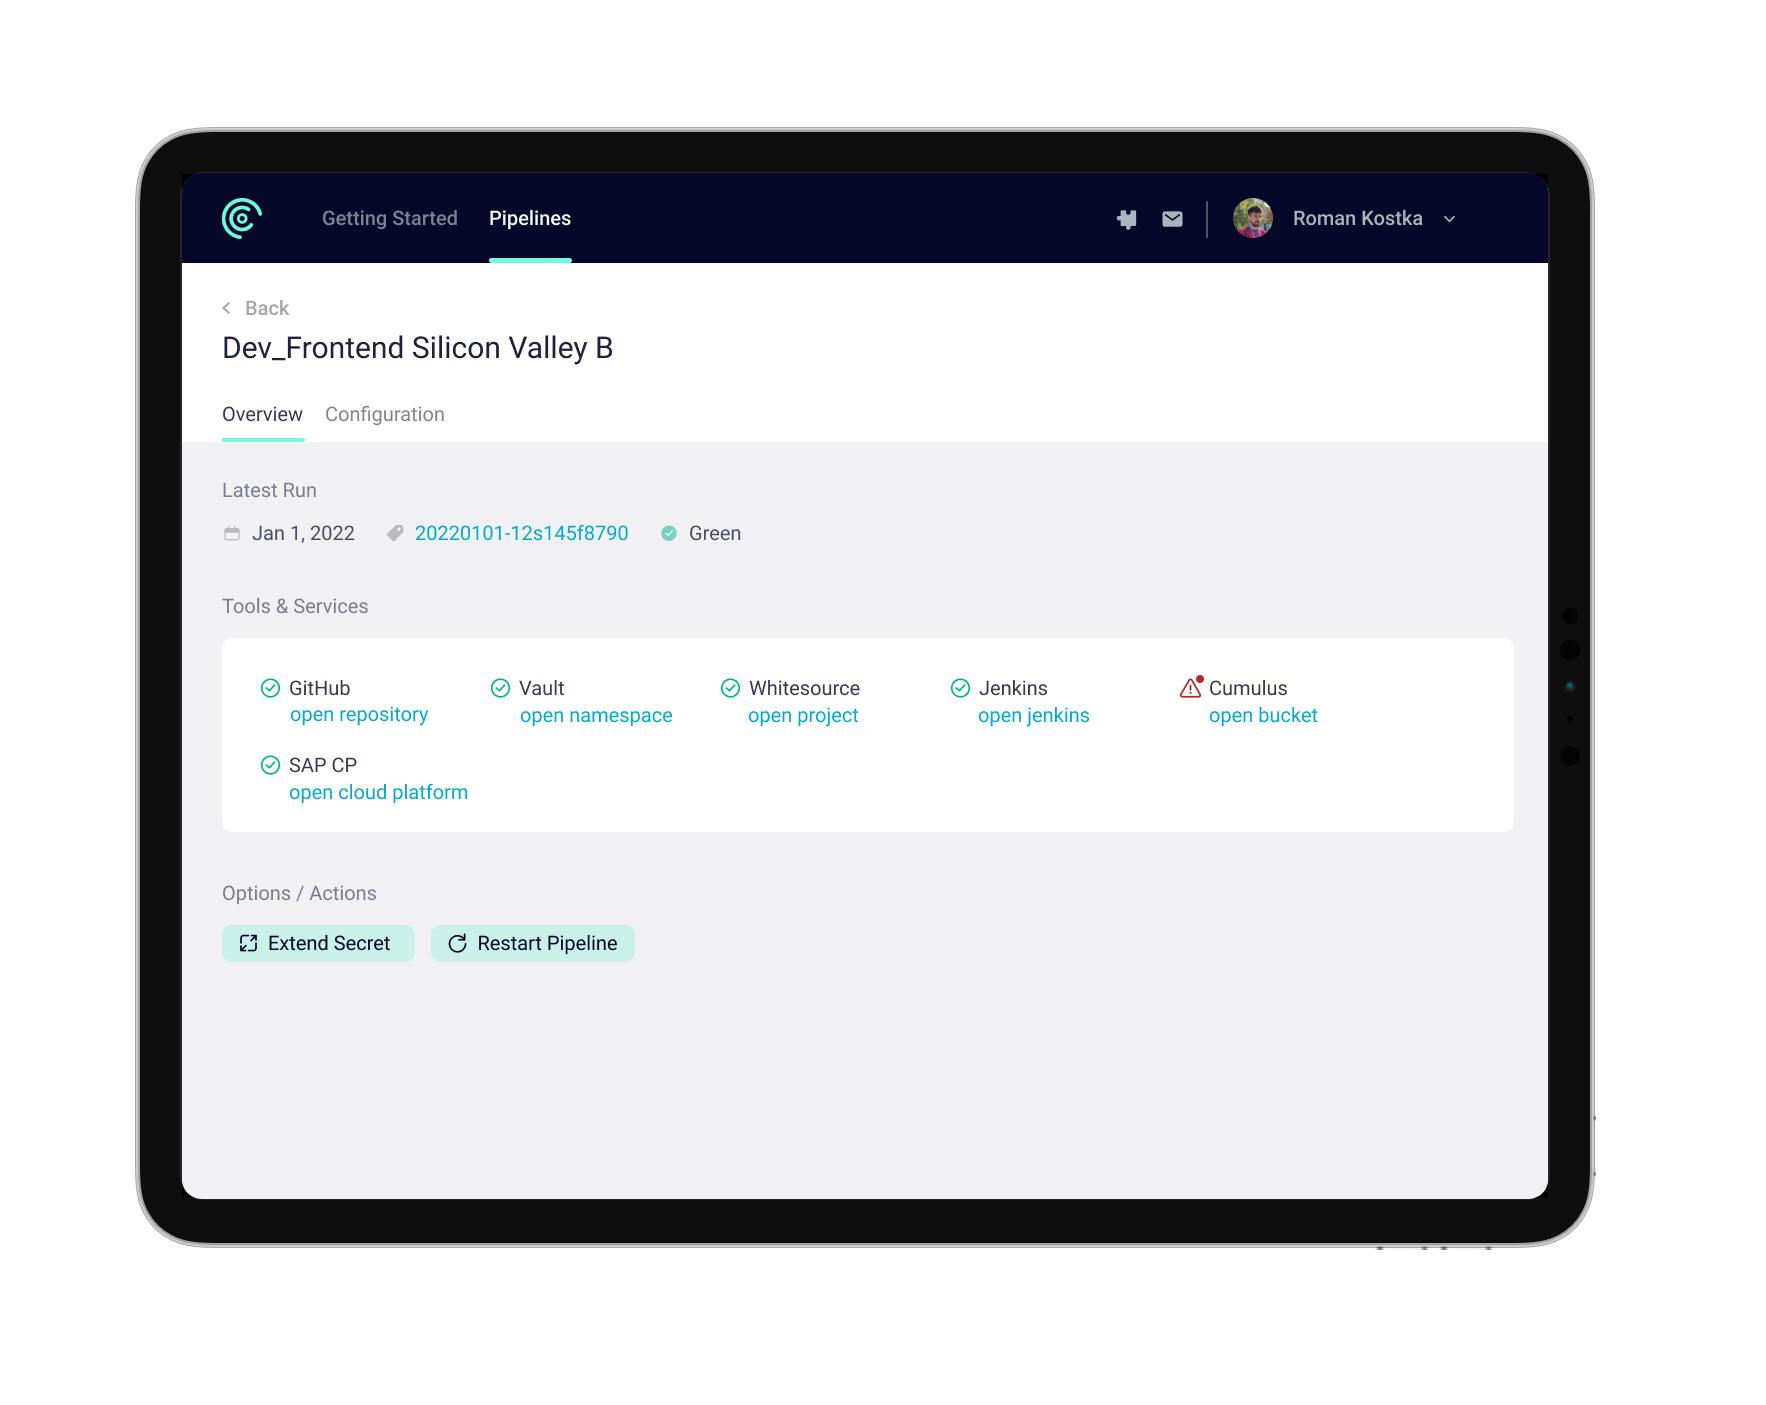 Getting Started Pipelines Roman Kostka
Back
Dev_Frontend Silicon Valley B
Overview Configuration
Latest Run
Jan 1, 2022 20220101-12s145f8790 Green
Tools & Services
GitHub Vault Whitesource Jenkins Cumulus
open repository open namespace open project open jenkins open bucket
SAP CP
open cloud platform
Options / Actions
Extend Secret Restart Pipeline